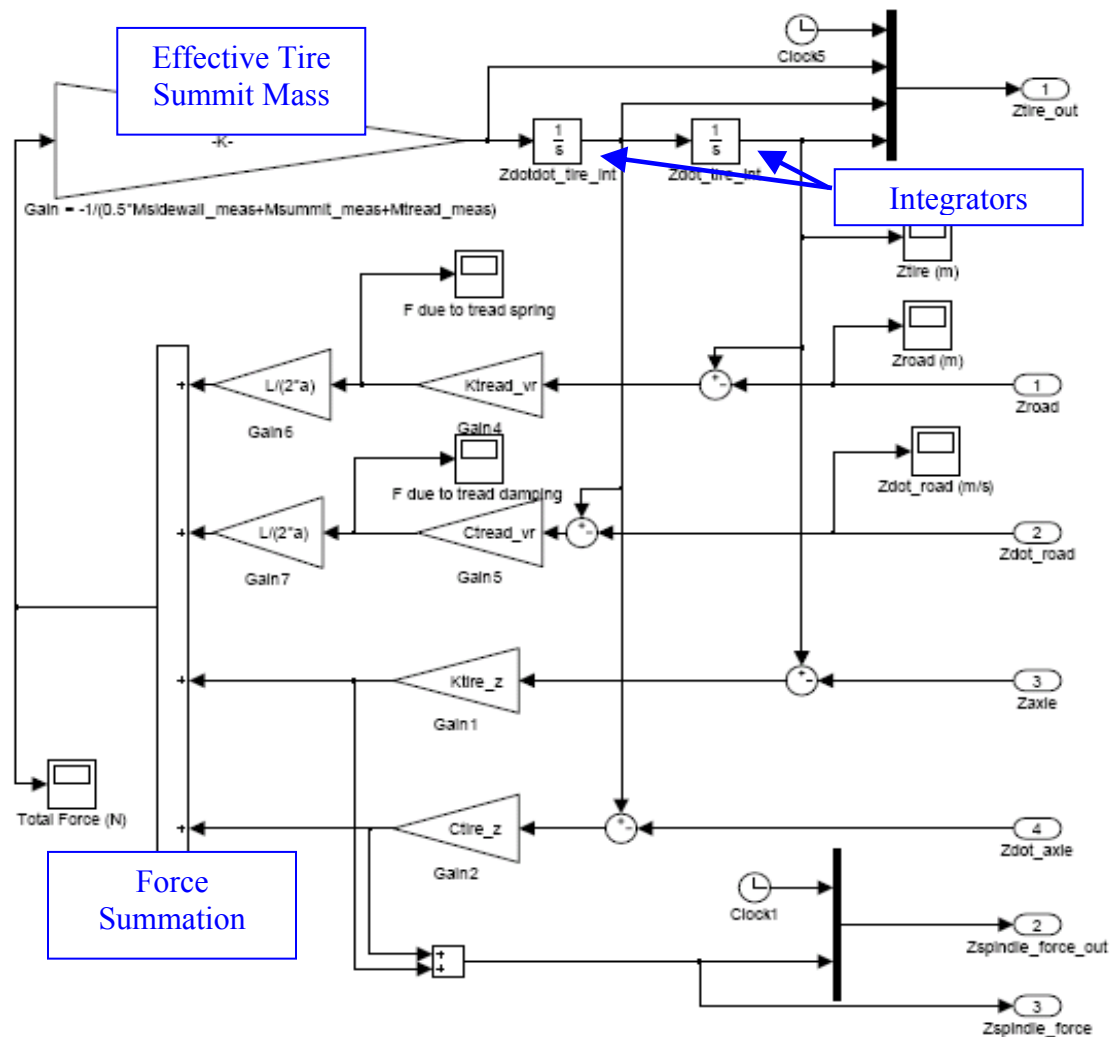 Effective Tire
Summit Mass
-K-
Gain = -1/(0.5*Msidewall_meas+Msummit_meas+Mtread_meas)
1
s
Zdotdot_tire_int
1
s
Zdot_tire_int
Clock5
1
Ztire_out
Integrators
Ztire (m)
F due to tread spring
Zroad (m)
+
L/(2*a)
Gain6
Ktread_vr
Gain4
+
-
1
Zroad
F due to tread damping
Zdot_road (m/s)
+
L/(2*a)
Gain7
Ctread_vr
Gain5
+
-
2
Zdot_road
+
Ktire_z
Gain1
+
-
3
Zaxle
Total Force (N)
+
Ctire_z
Gain2
+
-
4
Zdot_axle
Force
Summation
Clock1
+
+
2
Zspindle_force_out
3
Zspindle_force